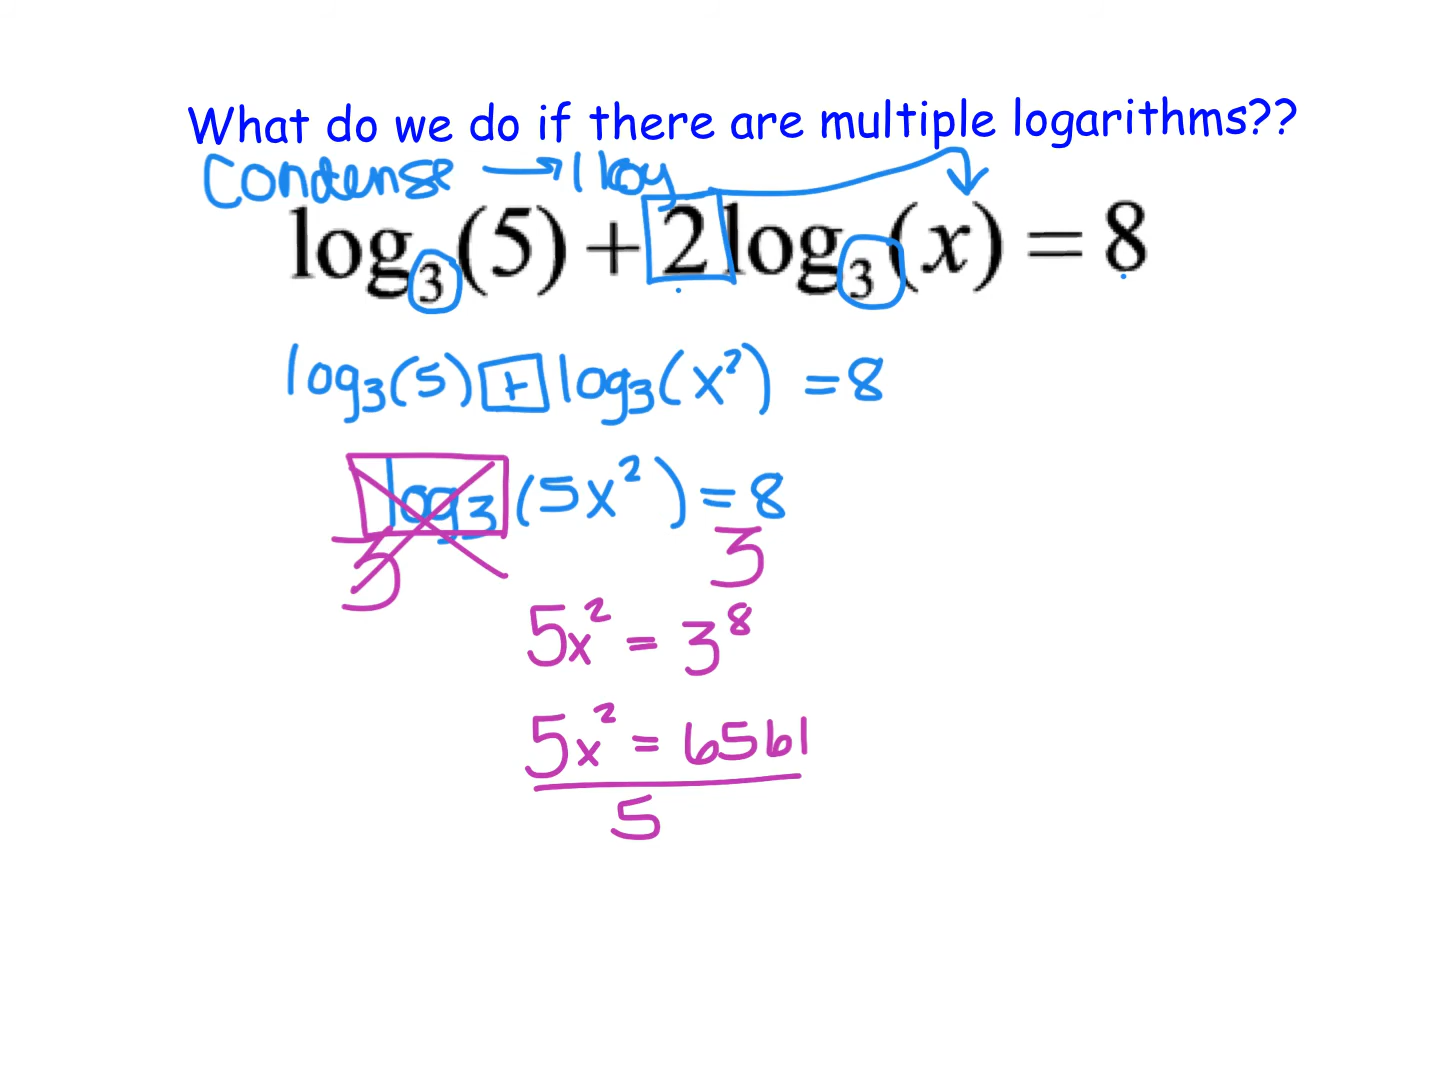 What do we do if there are multiple logarithms??
Condense → 1 log
log₃(5) + 2log₃(x) = 8
log₃(5) + log₃(x²) = 8
log₃(5x²) = 8
3 3
5x² = 3⁸
5x² = 6561
5